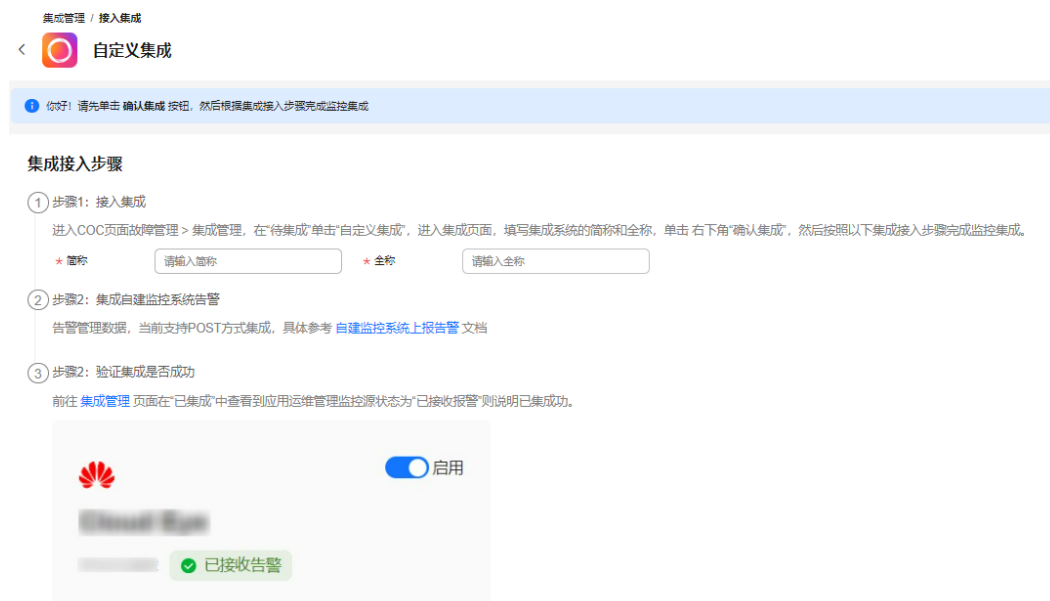 集成管理 / 接入集成
自定义集成
你好！请先单击 确认集成 按钮，然后根据集成接入步骤完成监控集成
集成接入步骤
1 步骤1：接入集成
进入COC页面故障管理 > 集成管理，在“待集成”单击“自定义集成”，进入集成页面，填写集成系统的简称和全称，单击 右下角“确认集成”，然后按照以下集成接入步骤完成监控集成。
* 简称 请输入简称 * 全称 请输入全称
2 步骤2：集成自建监控系统告警
告警管理数据，当前支持POST方式集成，具体参考 自建监控系统上报告警 文档
3 步骤2：验证集成是否成功
前往 集成管理 页面在“已集成”中查看到应用运维管理监控源状态为“已接收报警”则说明已集成功。
启用
已接收告警